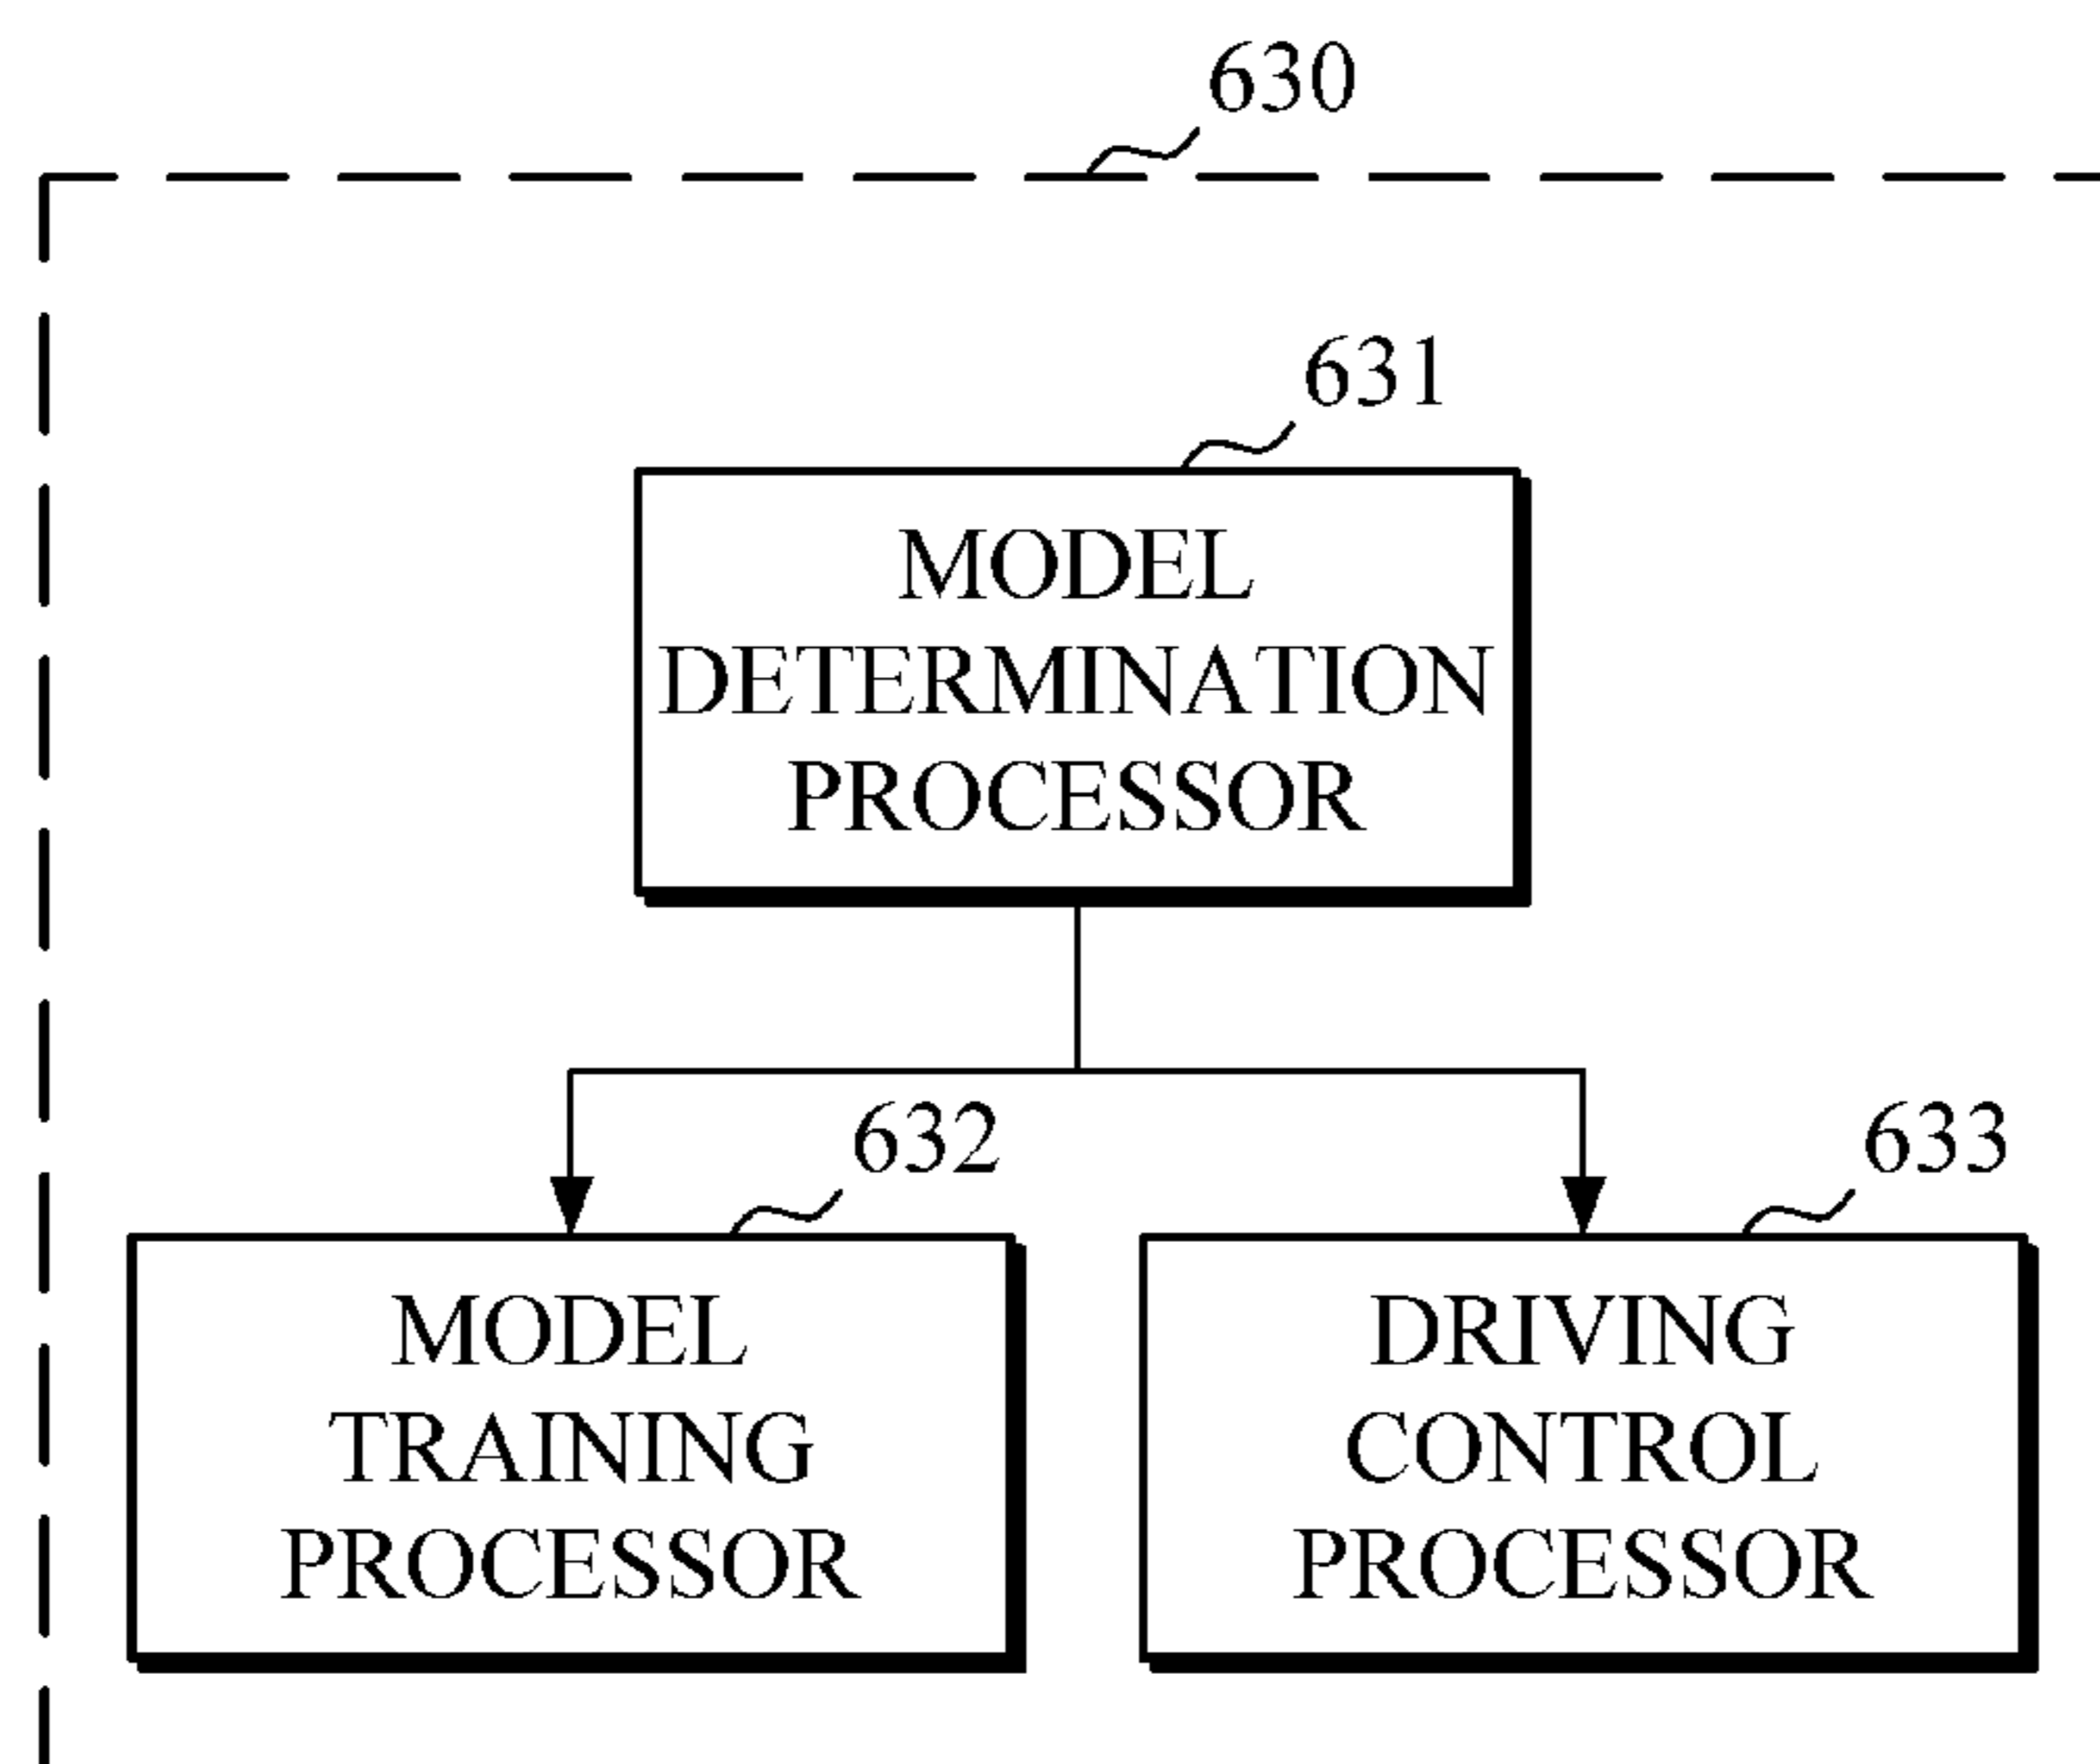 630
631
MODEL
DETERMINATION
PROCESSOR
632
633
MODEL
TRAINING
PROCESSOR
DRIVING
CONTROL
PROCESSOR